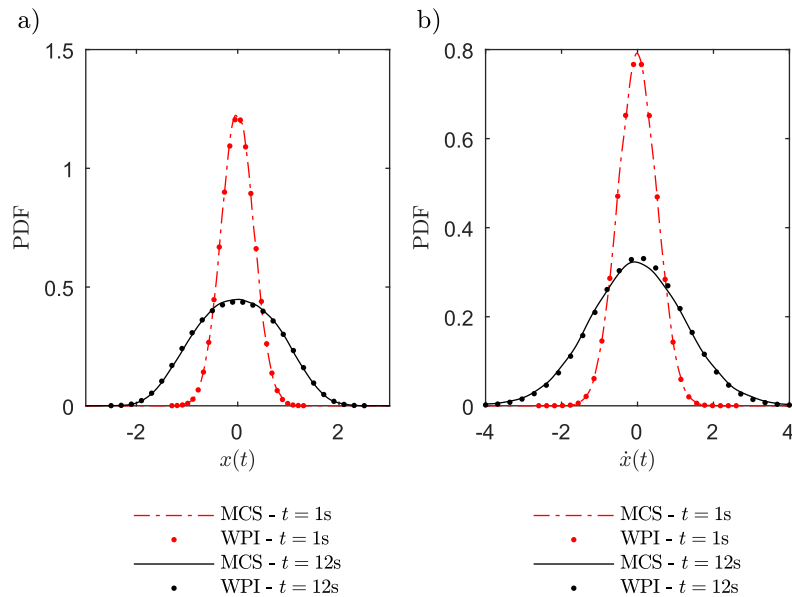 a)
1.5
1
0.5
0
PDF
-2
0
2
x(t)
MCS - t = 1s
WPI - t = 1s
MCS - t = 12s
WPI - t = 12s
b)
0.8
0.6
0.4
0.2
0
PDF
-4
-2
0
2
4
ẋ(t)
MCS - t = 1s
WPI - t = 1s
MCS - t = 12s
WPI - t = 12s